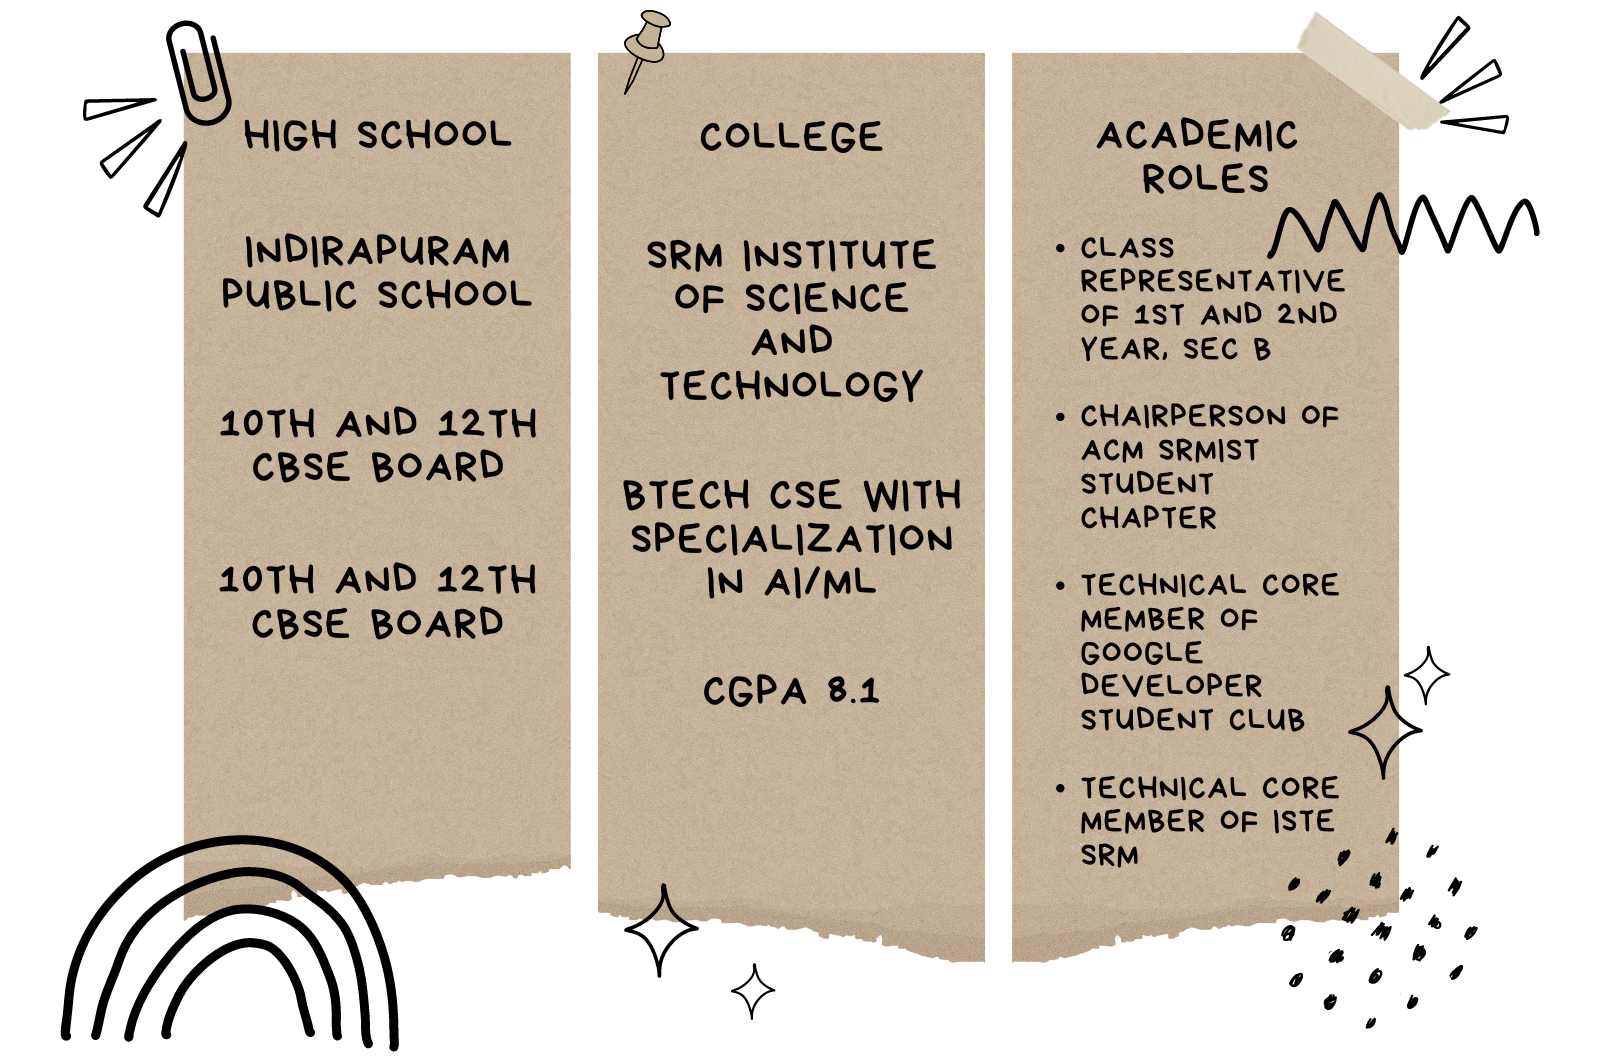 HIGH SCHOOL
INDIRAPURAM
PUBLIC SCHOOL
10TH AND 12TH
CBSE BOARD
10TH AND 12TH
CBSE BOARD
COLLEGE
SRM INSTITUTE
OF SCIENCE
AND
TECHNOLOGY
BTECH CSE WITH
SPECIALIZATION
IN AI/ML
CGPA 8.1
ACADEMIC
ROLES
• CLASS
REPRESENTATIVE
OF 1ST AND 2ND
YEAR, SEC B
• CHAIRPERSON OF
ACM SRMIST
STUDENT
CHAPTER
• TECHNICAL CORE
MEMBER OF
GOOGLE
DEVELOPER
STUDENT CLUB
• TECHNICAL CORE
MEMBER OF ISTE
SRM